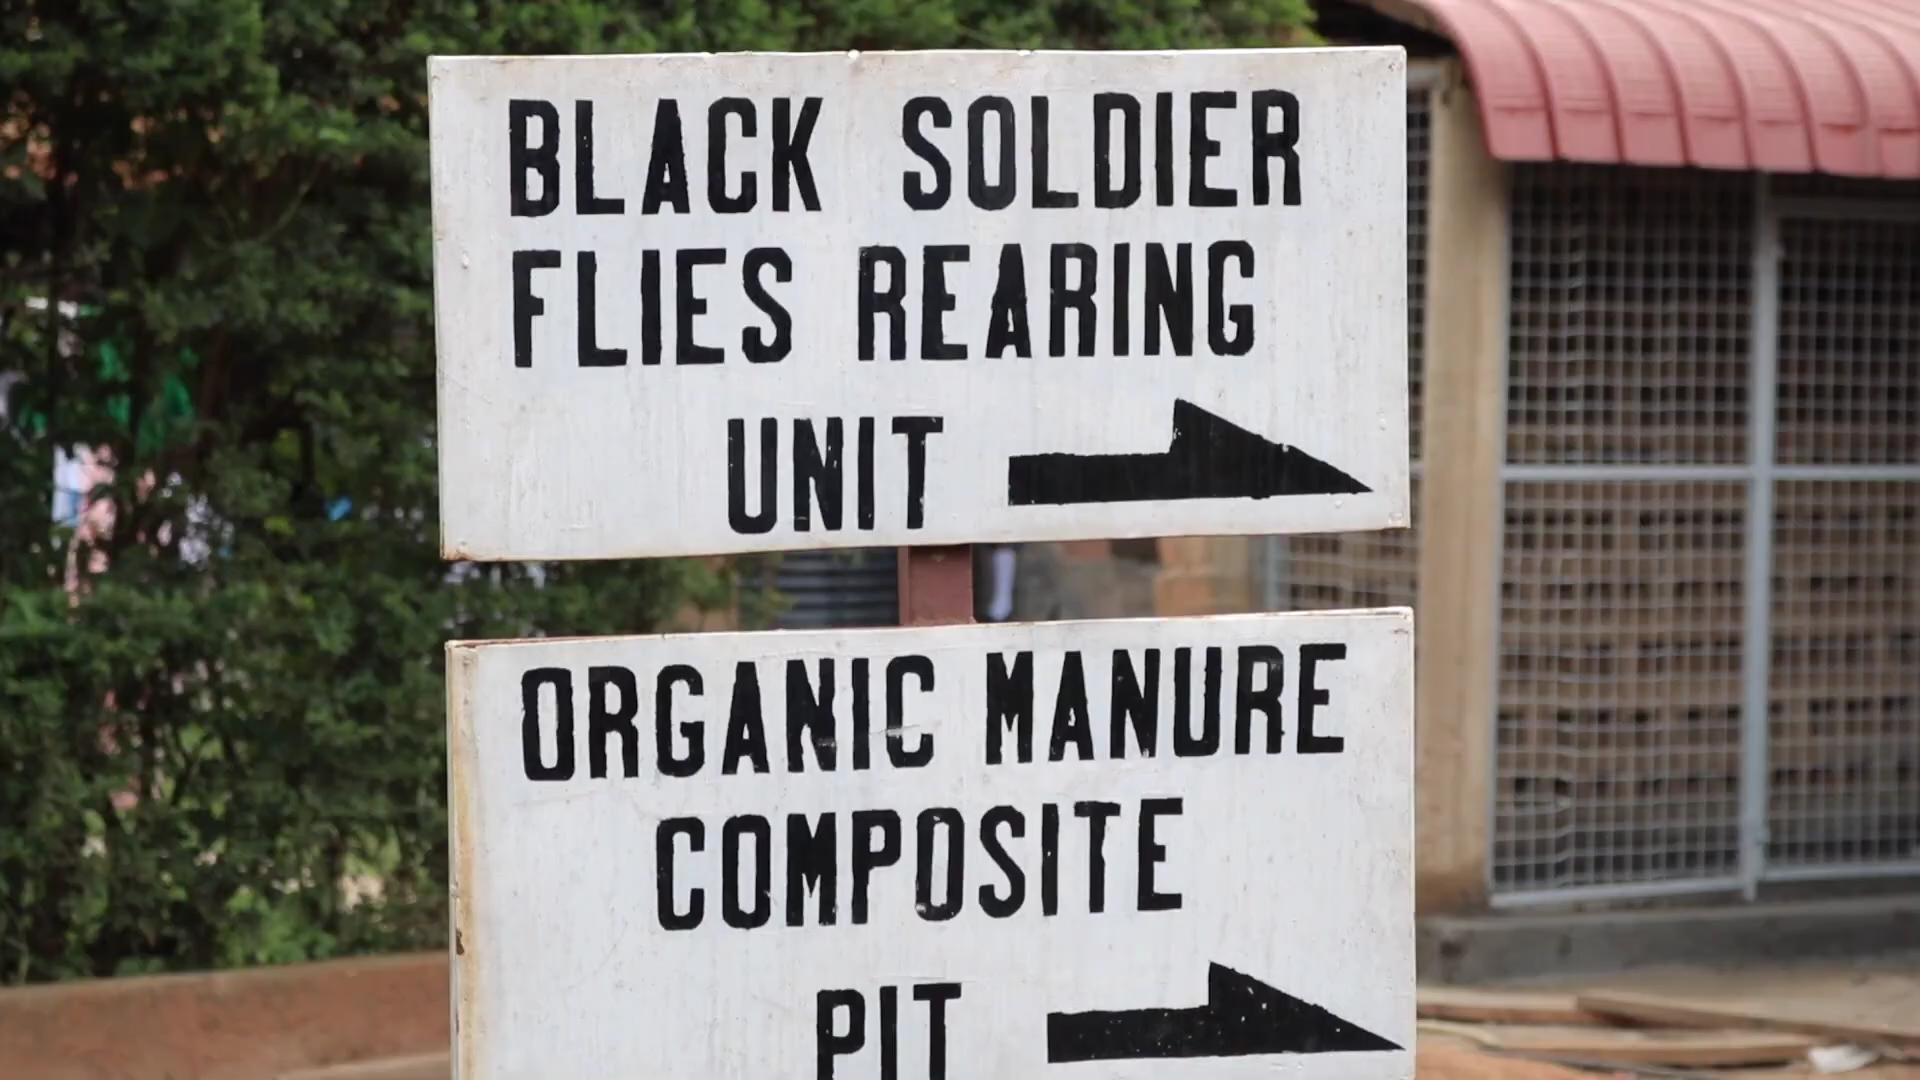 BLACK SOLDIER
FLIES REARING
UNIT
ORGANIC MANURE
COMPOSITE
PIT